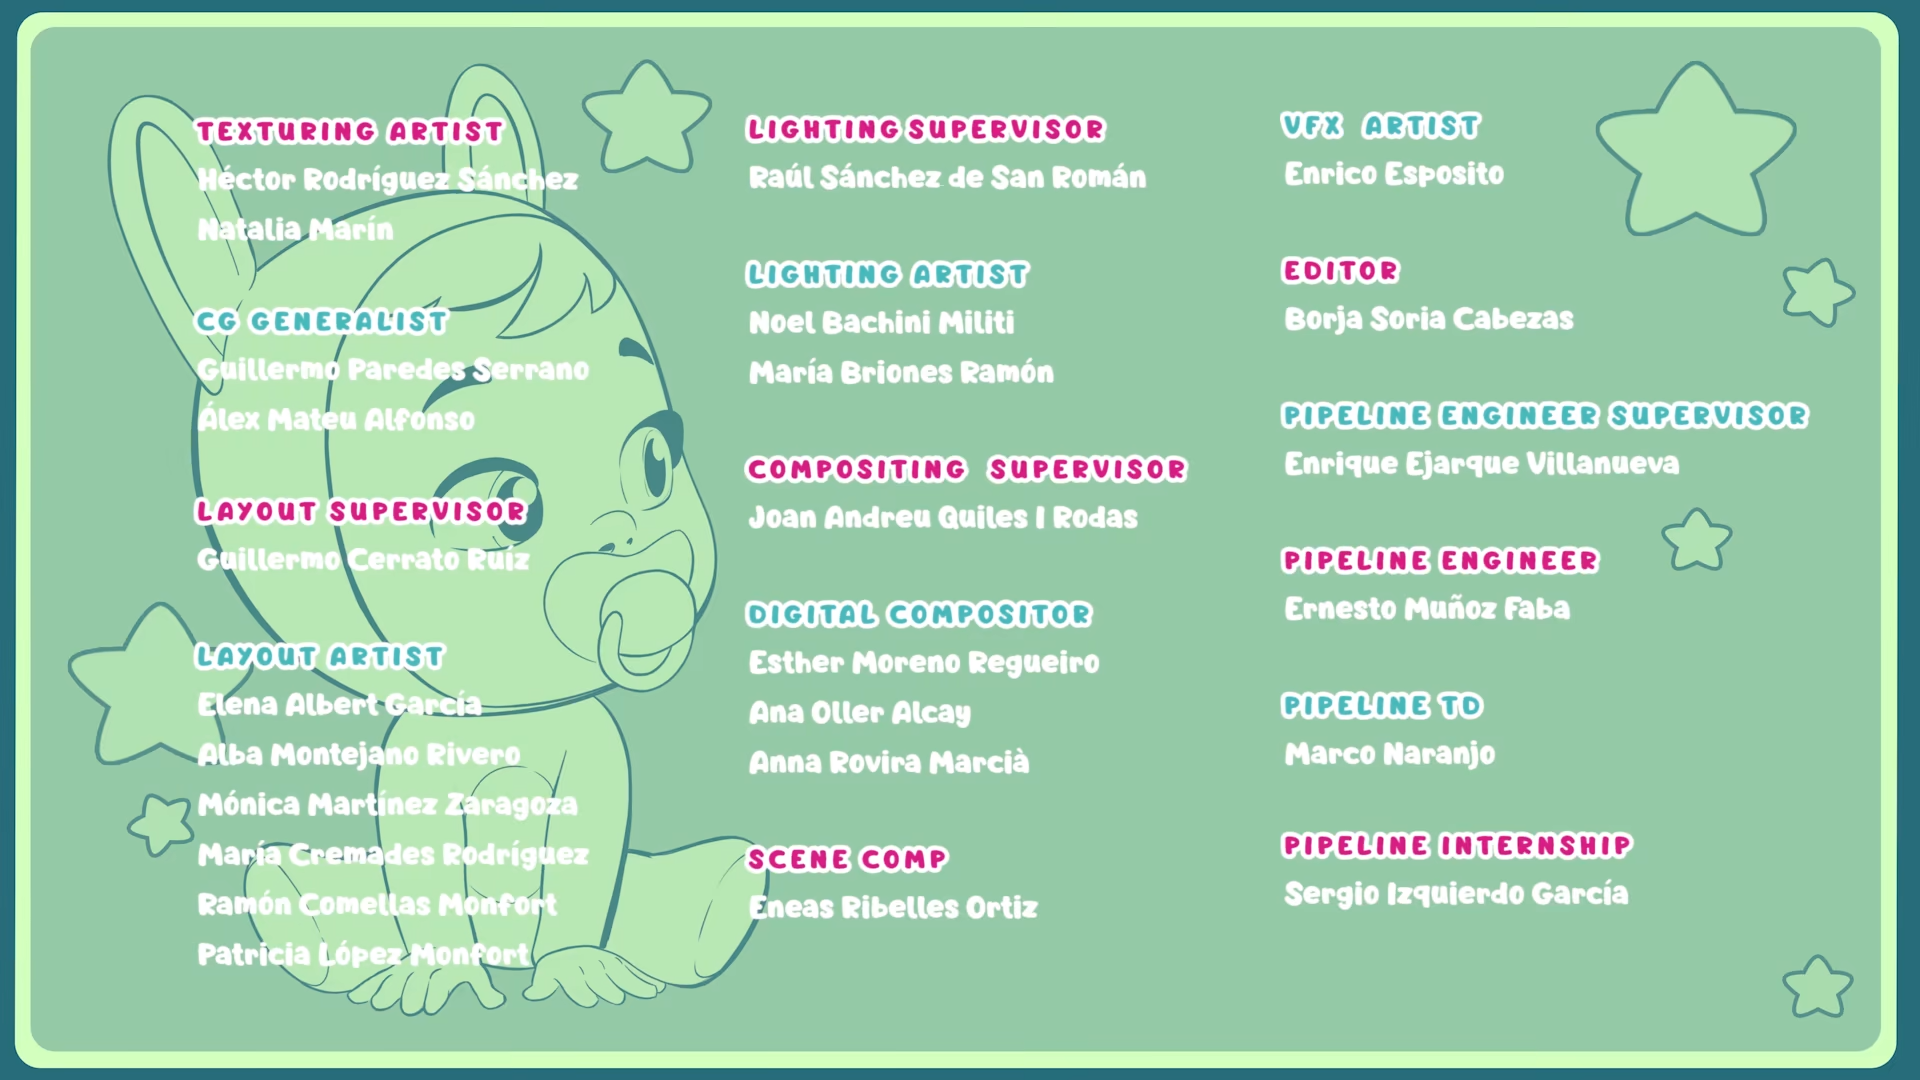 TEXTURING ARTIST
Héctor Rodríguez Sánchez
Natalia Marín
CG GENERALIST
Guillermo Paredes Serrano
Álex Mateu Alfonso
LAYOUT SUPERVISOR
Guillermo Cerrato Ruíz
LAYOUT ARTIST
Elena Albert García
Alba Montejano Rivero
Mónica Martínez Zaragoza
María Cremades Rodríguez
Ramón Comellas Monfort
Patricia López Monfort
LIGHTING SUPERVISOR
Raúl Sánchez de San Román
LIGHTING ARTIST
Noel Bachini Militi
María Briones Ramón
COMPOSITING SUPERVISOR
Joan Andreu Quiles I Rodas
DIGITAL COMPOSITOR
Esther Moreno Regueiro
Ana Oller Alcay
Anna Rovira Marcià
SCENE COMP
Eneas Ribelles Ortiz
VFX ARTIST
Enrico Esposito
EDITOR
Borja Soria Cabezas
PIPELINE ENGINEER SUPERVISOR
Enrique Ejarque Villanueva
PIPELINE ENGINEER
Ernesto Muñoz Faba
PIPELINE TD
Marco Naranjo
PIPELINE INTERNSHIP
Sergio Izquierdo García